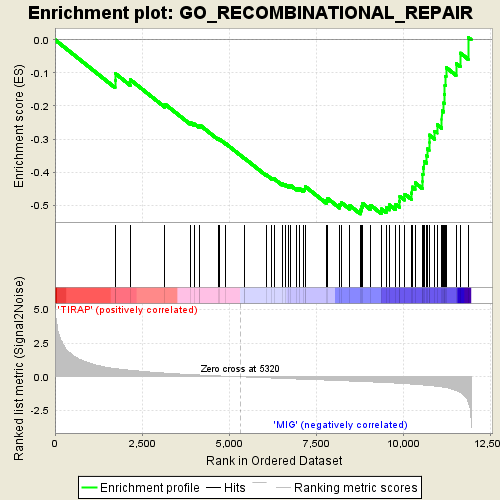 Enrichment plot: GO_RECOMBINATIONAL_REPAIR
Enrichment score (ES)
0.0
-0.1
-0.2
-0.3
-0.4
-0.5
Ranked list metric (Signal2Noise)
'TIRAP' (positively correlated)
5.0
2.5
0.0
-2.5
Zero cross at 5320
'MIG' (negatively correlated)
0
2,500
5,000
7,500
10,000
12,500
Rank in Ordered Dataset
Enrichment profile
Hits
Ranking metric scores